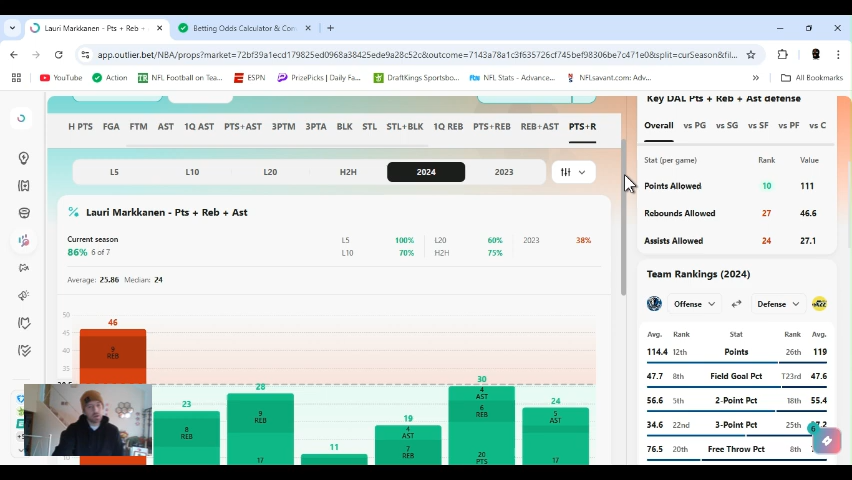 Lauri Markkanen - Pts + Reb +
Betting Odds Calculator & Con
app.outlier.bet/NBA/props?market=72bf39a1ecd179825ed0968a38425ede9a28c52c&outcome=7143a78a1c3f635726cf745bef98306be7c471e0&split=curSeason&fil...
YouTube Action NFL Football on Tea... ESPN PrizePicks | Daily Fa... DraftKings Sportsbo... NFL Stats - Advance... NFLsavant.com: Adv... All Bookmarks
H PTS FGA FTM AST 1Q AST PTS+AST 3PTM 3PTA BLK STL STL+BLK 1Q REB PTS+REB REB+AST PTS+R
L5 L10 L20 H2H 2024 2023
Lauri Markkanen - Pts + Reb + Ast
Current season
86% 6 of 7
L5 100% L20 60% 2023 38%
L10 70% H2H 75%
Average: 25.86 Median: 24
50
45
40
35
46
9
REB
23
8
REB
28
9
REB
17
11
19
4
AST
7
REB
30
4
AST
6
REB
20
PTS
24
5
AST
17
Key DAL Pts + Reb + Ast defense
Overall vs PG vs SG vs SF vs PF vs C
Stat (per game) Rank Value
Points Allowed 10 111
Rebounds Allowed 27 46.6
Assists Allowed 24 27.1
Team Rankings (2024)
Offense Defense
Avg. Rank Stat Rank Avg.
114.4 12th Points 26th 119
47.7 8th Field Goal Pct T23rd 47.6
56.6 5th 2-Point Pct 18th 55.4
34.6 22nd 3-Point Pct 25th
76.5 20th Free Throw Pct
6